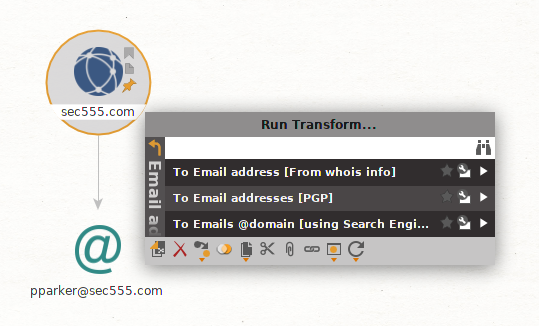 sec555.com
Run Transform...
Email ad
To Email address [From whois info]
To Email addresses [PGP]
To Emails @domain [using Search Engi...
@
pparker@sec555.com